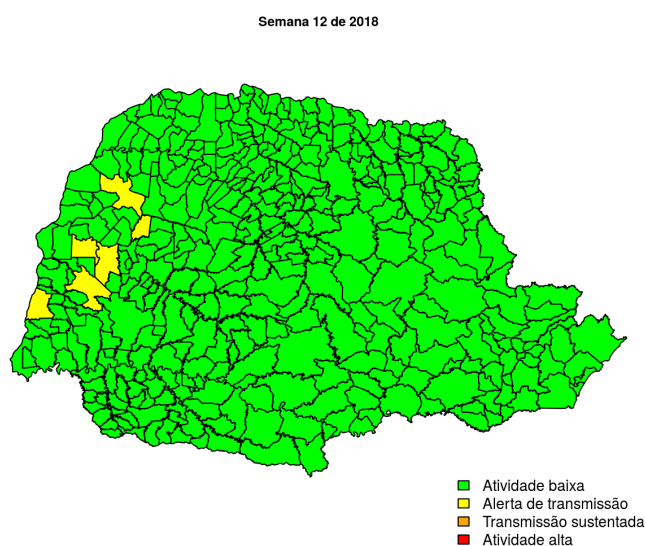 Semana 12 de 2018
Atividade baixa
Alerta de transmissão
Transmissão sustentada
Atividade alta